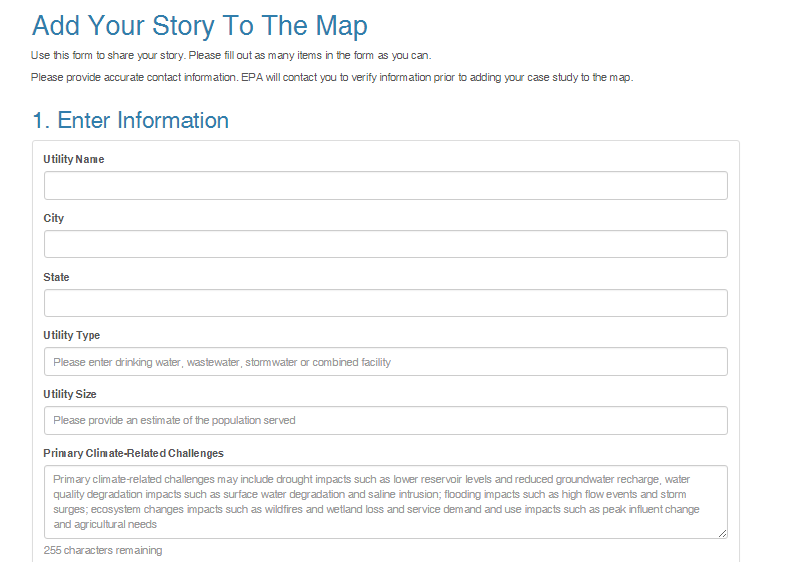 Add Your Story To The Map
Use this form to share your story. Please fill out as many items in the form as you can.
Please provide accurate contact information. EPA will contact you to verify information prior to adding your case study to the map.
1. Enter Information
Utility Name
City
State
Utility Type
Please enter drinking water, wastewater, stormwater or combined facility
Utility Size
Please provide an estimate of the population served
Primary Climate-Related Challenges
Primary climate-related challenges may include drought impacts such as lower reservoir levels and reduced groundwater recharge, water
quality degradation impacts such as surface water degradation and saline intrusion; flooding impacts such as high flow events and storm
surges; ecosystem changes impacts such as wildfires and wetland loss and service demand and use impacts such as peak influent change
and agricultural needs
255 characters remaining